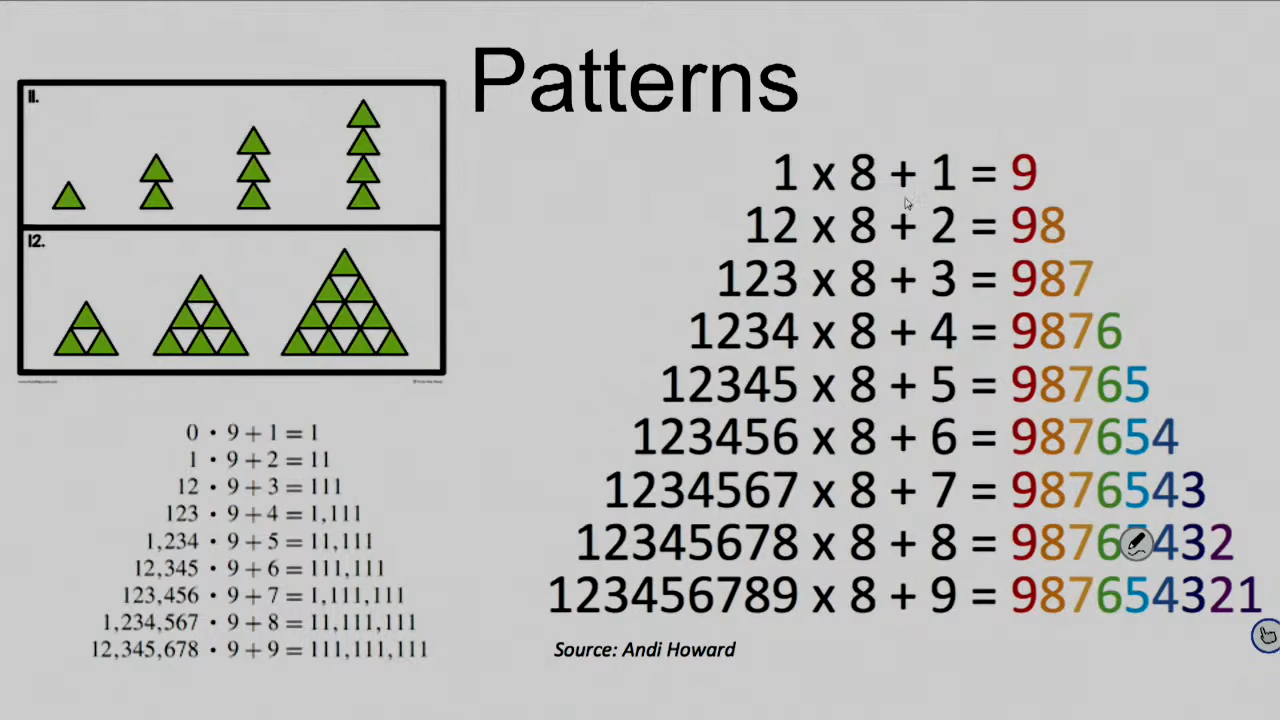 Patterns
11.
12.
0 · 9 + 1 = 1
1 · 9 + 2 = 11
12 · 9 + 3 = 111
123 · 9 + 4 = 1,111
1,234 · 9 + 5 = 11,111
12,345 · 9 + 6 = 111,111
123,456 · 9 + 7 = 1,111,111
1,234,567 · 9 + 8 = 11,111,111
12,345,678 · 9 + 9 = 111,111,111
1 x 8 + 1 = 9
12 x 8 + 2 = 98
123 x 8 + 3 = 987
1234 x 8 + 4 = 9876
12345 x 8 + 5 = 98765
123456 x 8 + 6 = 987654
1234567 x 8 + 7 = 9876543
12345678 x 8 + 8 = 98765432
123456789 x 8 + 9 = 987654321
Source: Andi Howard